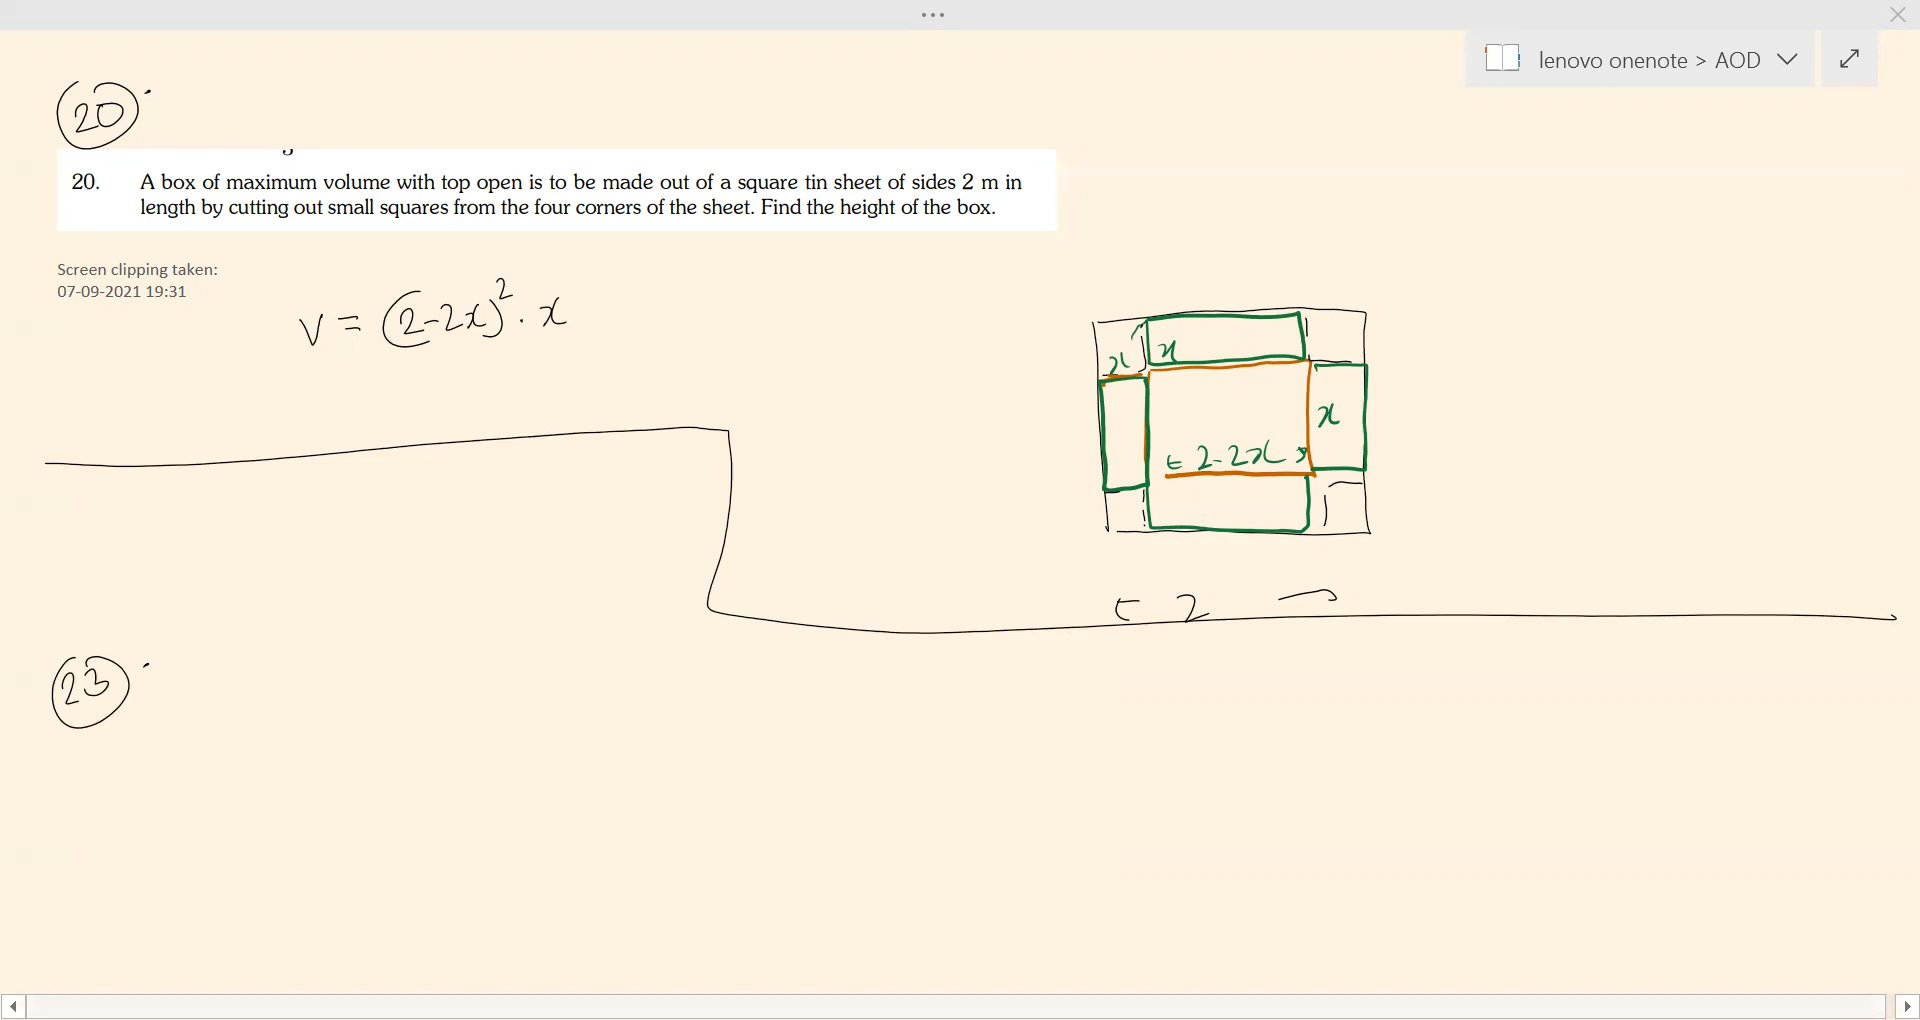 ...
lenovo onenote > AOD
20
20. A box of maximum volume with top open is to be made out of a square tin sheet of sides 2 m in
length by cutting out small squares from the four corners of the sheet. Find the height of the box.
Screen clipping taken:
07-09-2021 19:31
V = (2-2x)² . x
x
x
x
2-2x
2
23